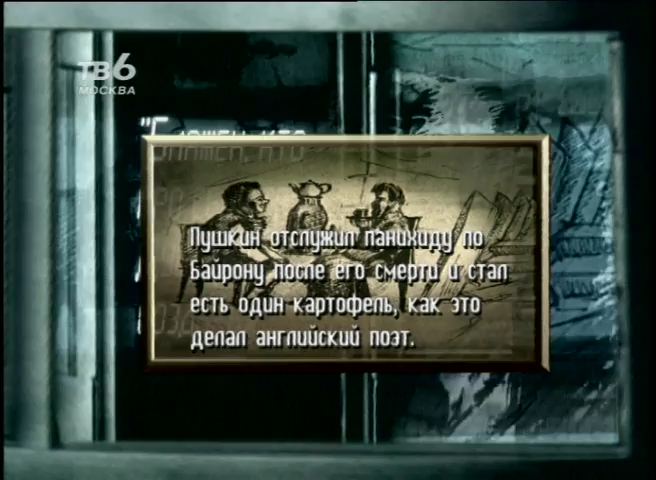 ТВ6
МОСКВА
Пушкин отслужил панихиду по
Байрону после его смерти и стал
есть один картофель, как это
делал английский поэт.